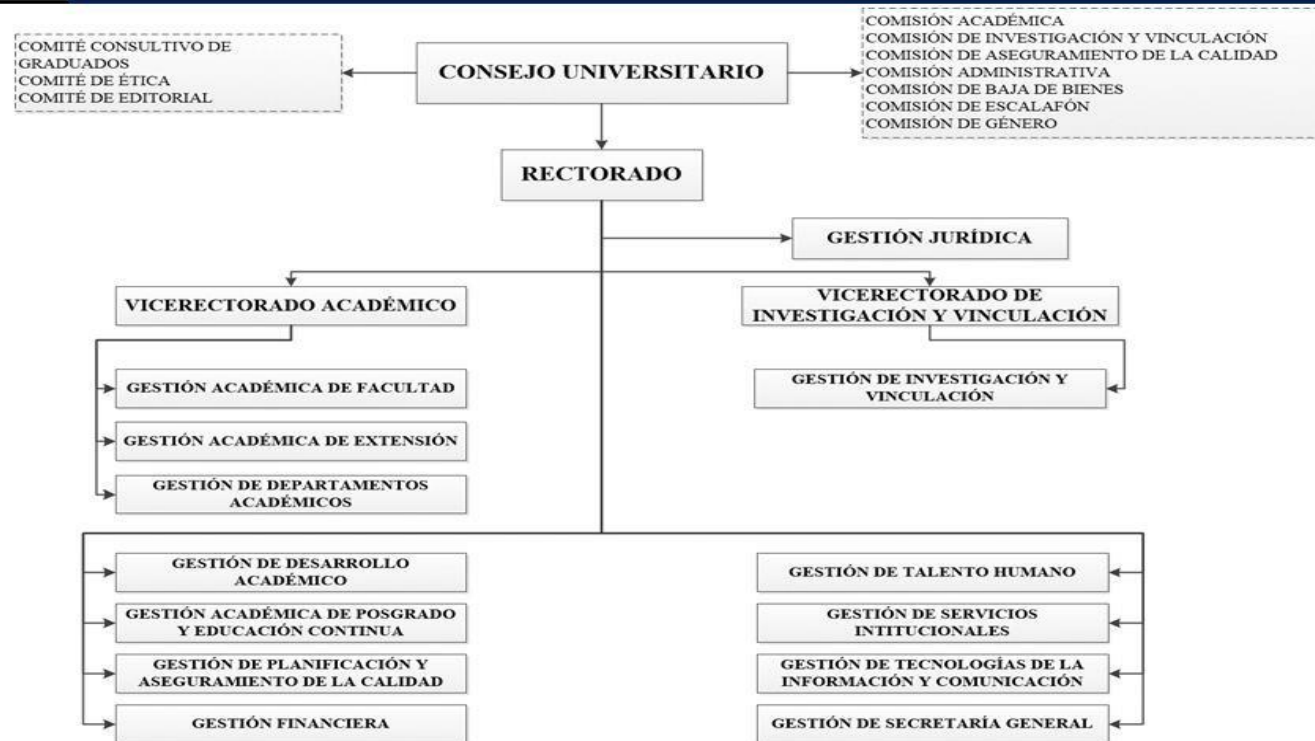 COMITÉ CONSULTIVO DE
GRADUADOS
COMITÉ DE ÉTICA
COMITÉ DE EDITORIAL
CONSEJO UNIVERSITARIO
COMISIÓN ACADÉMICA
COMISIÓN DE INVESTIGACIÓN Y VINCULACIÓN
COMISIÓN DE ASEGURAMIENTO DE LA CALIDAD
COMISIÓN ADMINISTRATIVA
COMISIÓN DE BAJA DE BIENES
COMISIÓN DE ESCALAFÓN
COMISIÓN DE GÉNERO
RECTORADO
GESTIÓN JURÍDICA
VICERECTORADO ACADÉMICO
VICERECTORADO DE
INVESTIGACIÓN Y VINCULACIÓN
GESTIÓN ACADÉMICA DE FACULTAD
GESTIÓN ACADÉMICA DE EXTENSIÓN
GESTIÓN DE DEPARTAMENTOS
ACADÉMICOS
GESTIÓN DE INVESTIGACIÓN Y
VINCULACIÓN
GESTIÓN DE DESARROLLO
ACADÉMICO
GESTIÓN ACADÉMICA DE POSGRADO
Y EDUCACIÓN CONTINUA
GESTIÓN DE PLANIFICACIÓN Y
ASEGURAMIENTO DE LA CALIDAD
GESTIÓN FINANCIERA
GESTIÓN DE TALENTO HUMANO
GESTIÓN DE SERVICIOS
INTITUCIONALES
GESTIÓN DE TECNOLOGÍAS DE LA
INFORMACIÓN Y COMUNICACIÓN
GESTIÓN DE SECRETARÍA GENERAL